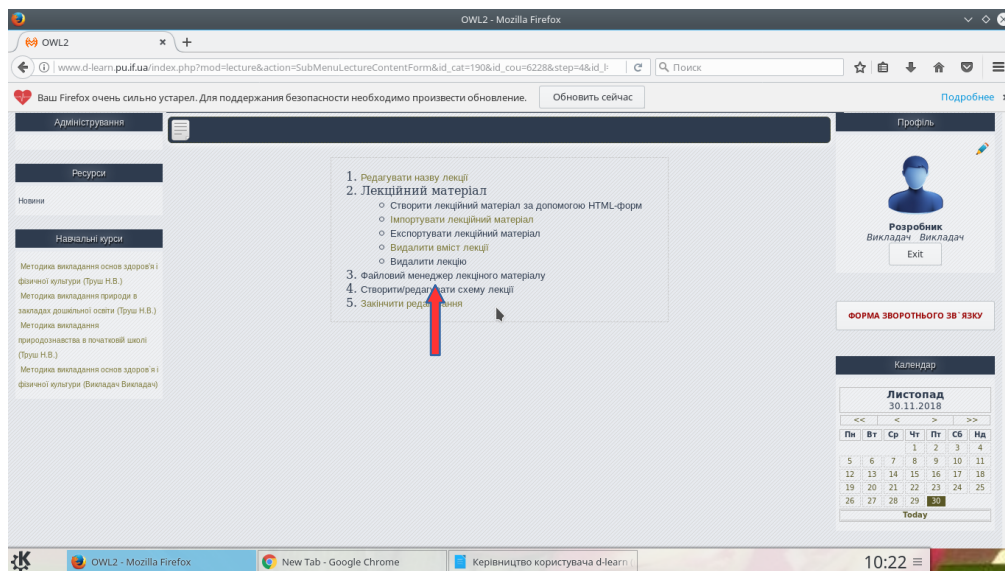 OWL2 - Mozilla Firefox
OWL2
www.d-learn.pu.if.ua/index.php?mod=lecture&action=SubMenuLectureContentForm&id_cat=190&id_cou=6228&step=4&id_l
Поиск
Ваш Firefox очень сильно устарел. Для поддержания безопасности необходимо произвести обновление.
Обновить сейчас
Подробнее
Адміністрування
Ресурси
Новини
Навчальні курси
Методика викладання основ здоров'я і
фізичної культури (Труш Н.В.)
Методика викладання природи в
закладах дошкільної освіти (Труш Н.В.)
Методика викладання
природознавства в початковій школі
(Труш Н.В.)
Методика викладання основ здоров'я і
фізичної культури (Викладач Викладач)
1. Редагувати назву лекції
2. Лекційний матеріал
Створити лекційний матеріал за допомогою HTML-форм
Імпортувати лекційний матеріал
Експортувати лекційний матеріал
Видалити вміст лекції
Видалити лекцію
3. Файловий менеджер лекціного матеріалу
4. Створити/редагувати схему лекції
5. Закінчити редагування
Профіль
Розробник
Викладач Викладач
Exit
ФОРМА ЗВОРОТНЬОГО ЗВ`ЯЗКУ
Календар
Листопад
30.11.2018
<< < > >>
Пн Вт Ср Чт Пт Сб Нд
1 2 3 4
5 6 7 8 9 10 11
12 13 14 15 16 17 18
19 20 21 22 23 24 25
26 27 28 29 30
Today
OWL2 - Mozilla Firefox
New Tab - Google Chrome
Керівництво користувача d-learn
10:22